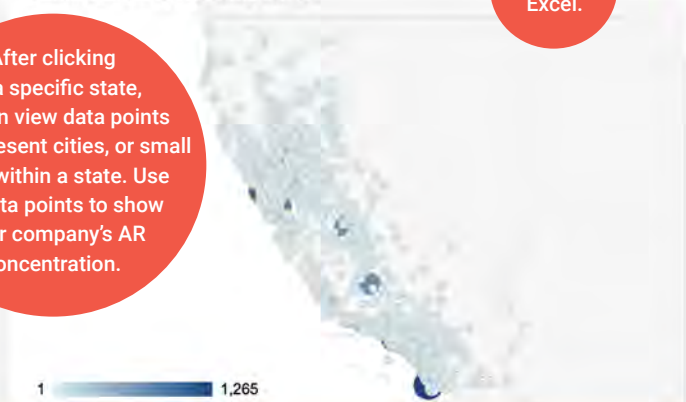 Excel.
After clicking
a specific state,
n view data points
esent cities, or small
within a state. Use
ta points to show
r company's AR
oncentration.
1 1,265